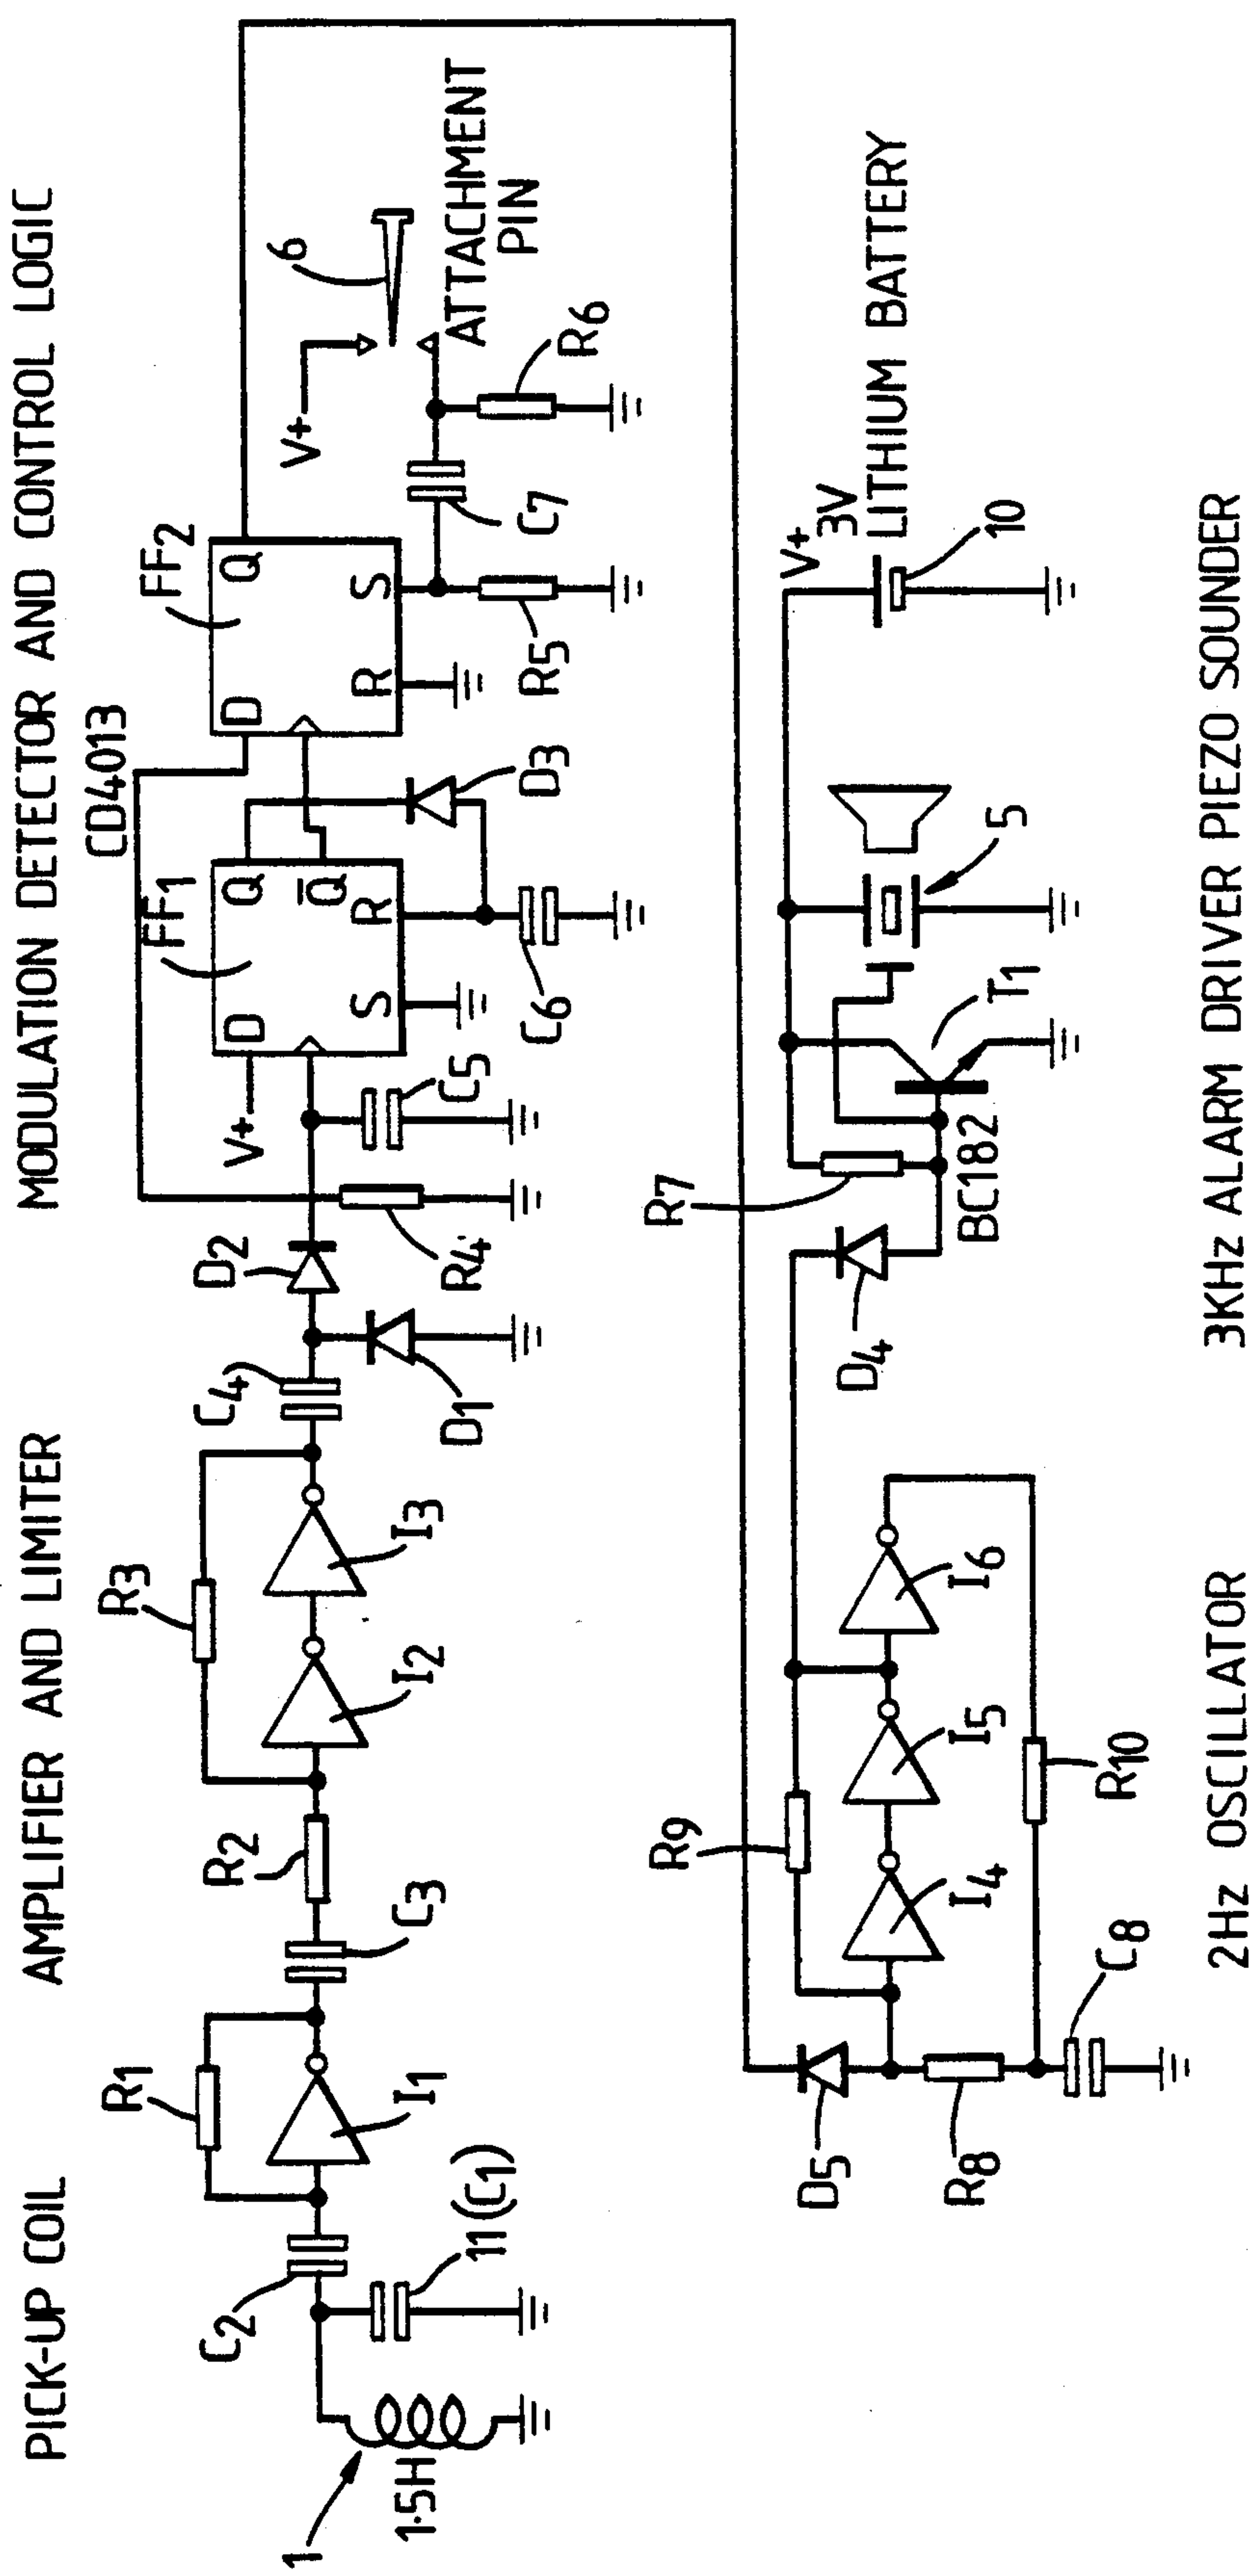 PICK-UP COIL
AMPLIFIER AND LIMITER
MODULATION DETECTOR AND CONTROL LOGIC
CD4013
R1
R3
FF1
FF2
R2
C4
D2
V+
D
Q
Q̅
S
R
D
Q
R
S
V+
6
ATTACHMENT
PIN
C2
I1
C3
I2
I3
D1
R4
C5
C6
D3
R5
C7
R6
1
1·5H
11(C1)
R9
R7
D5
R8
I4
I5
I6
D4
BC182
T1
5
V+
3V
LITHIUM BATTERY
10
C8
R10
2Hz OSCILLATOR
3KHz ALARM DRIVER PIEZO SOUNDER